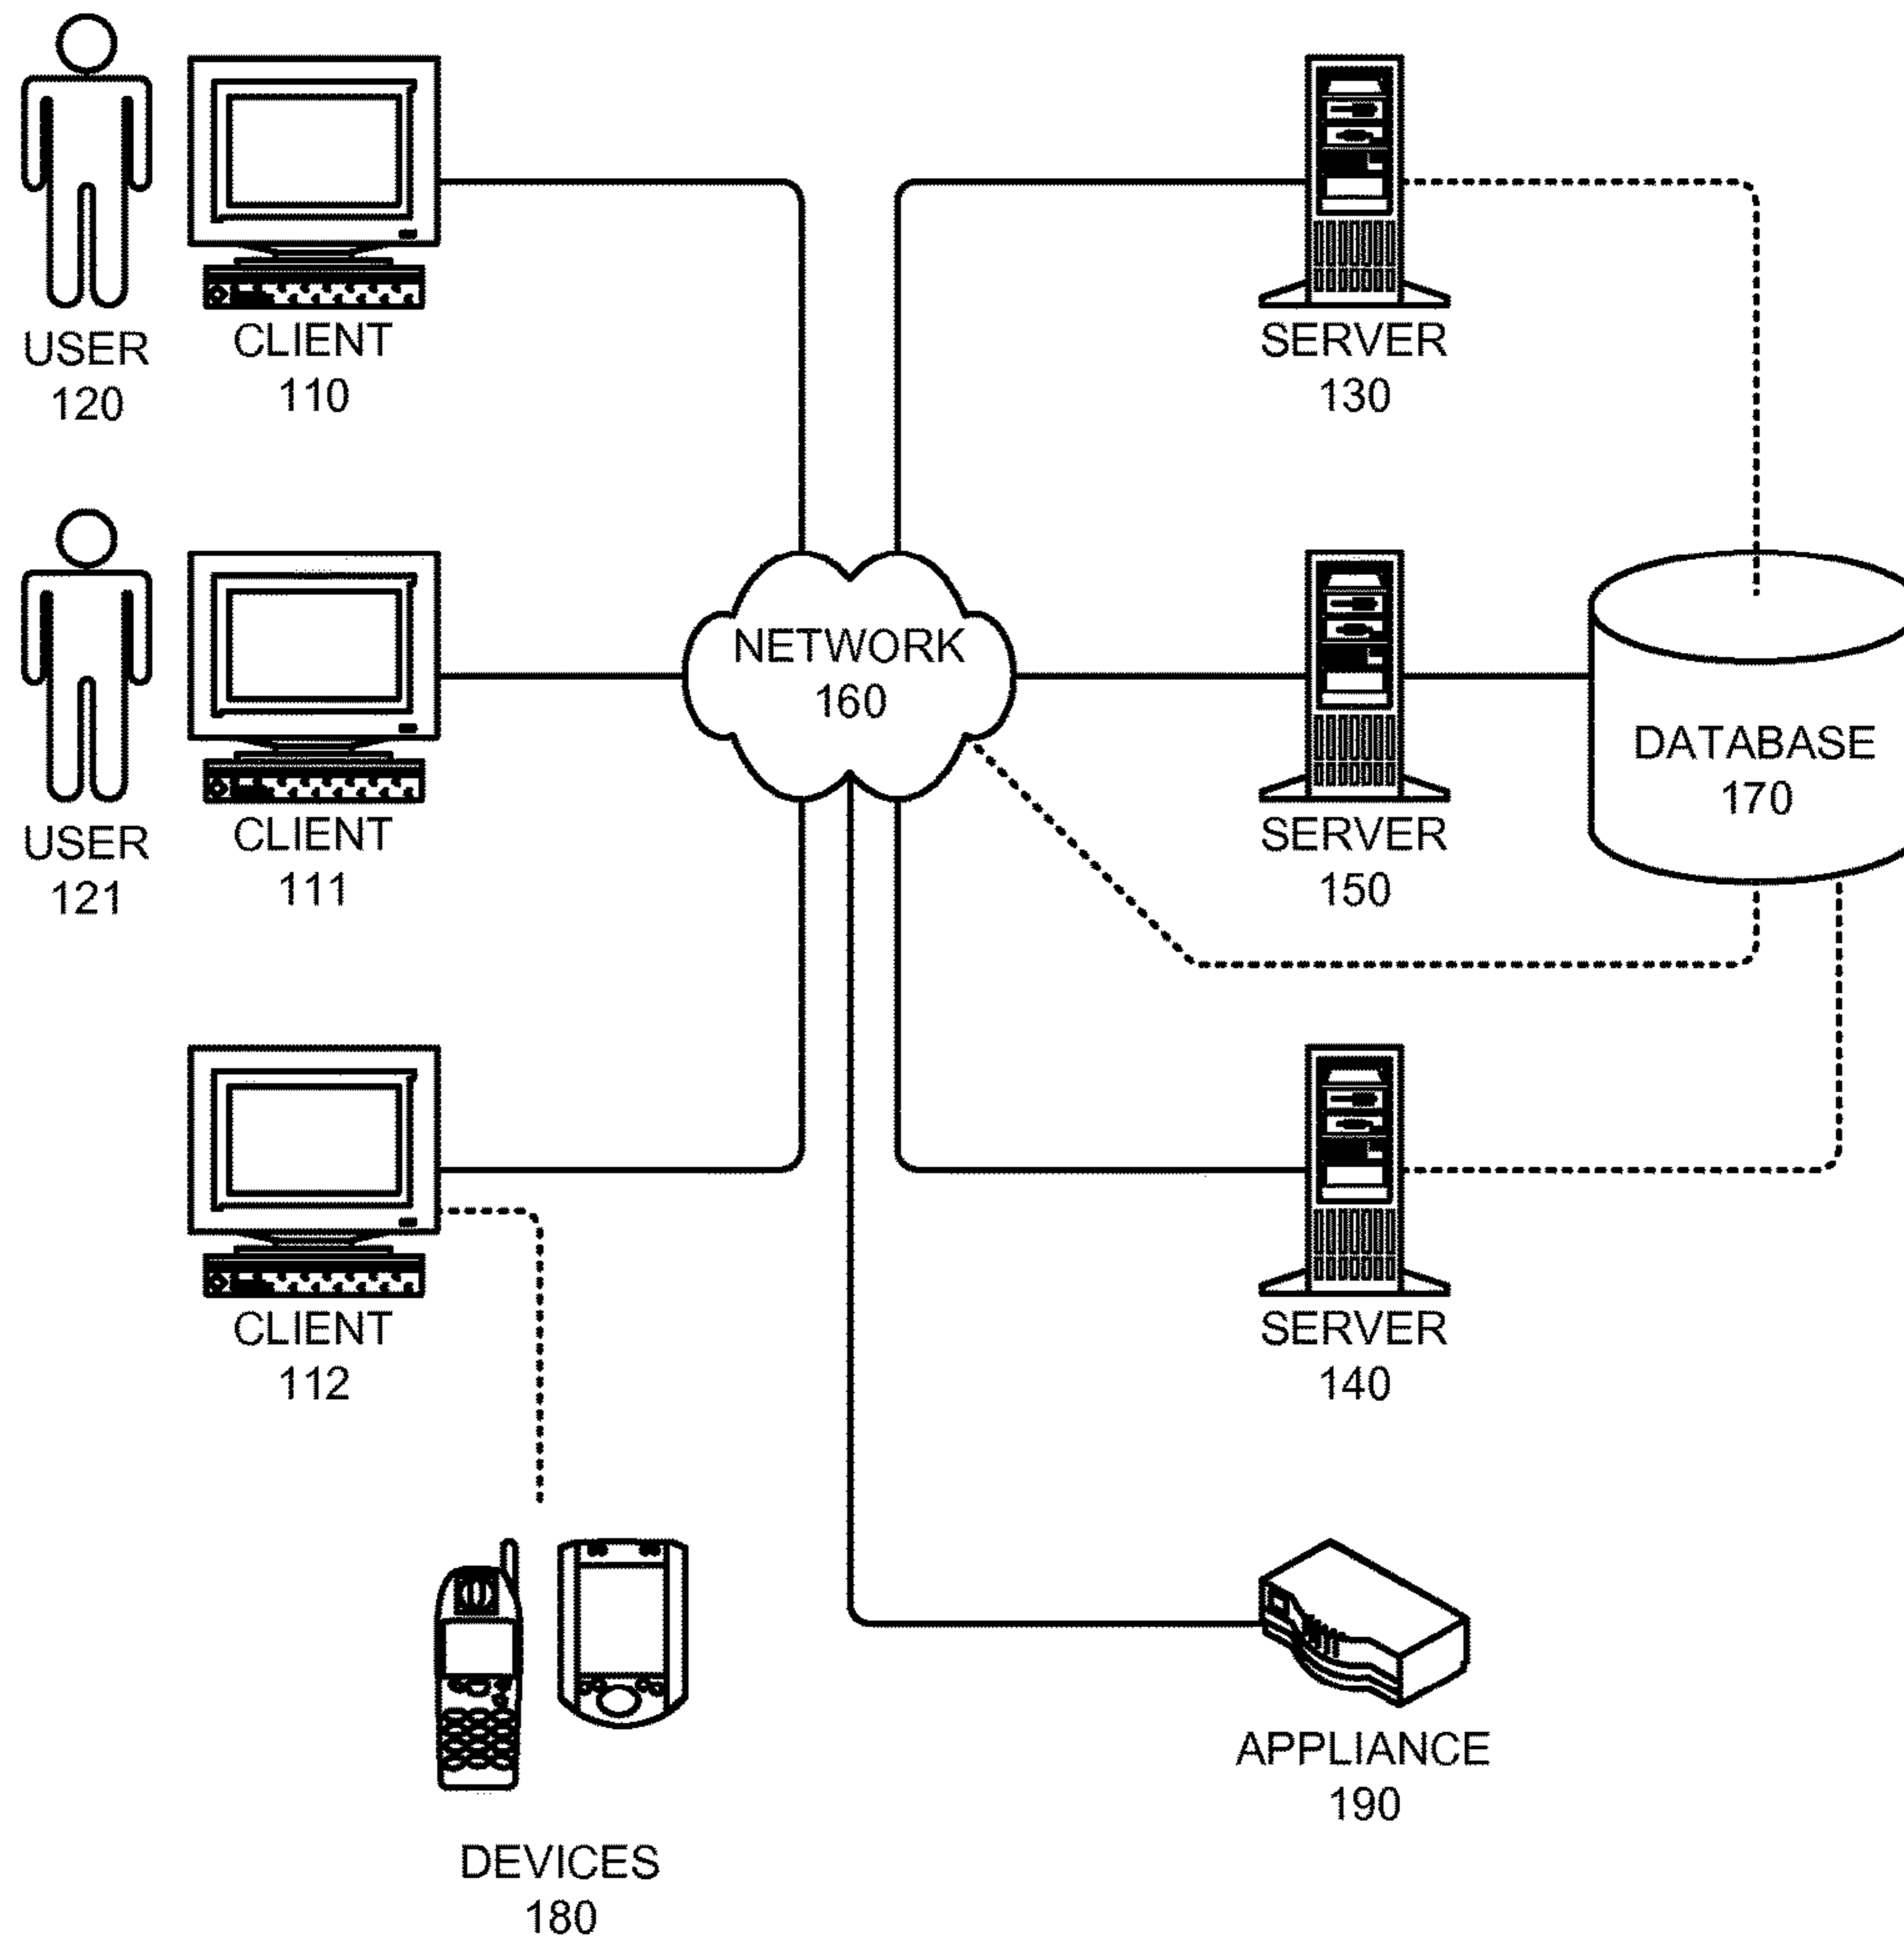 USER
120
CLIENT
110
SERVER
130
USER
121
CLIENT
111
NETWORK
160
SERVER
150
DATABASE
170
CLIENT
112
SERVER
140
DEVICES
180
APPLIANCE
190